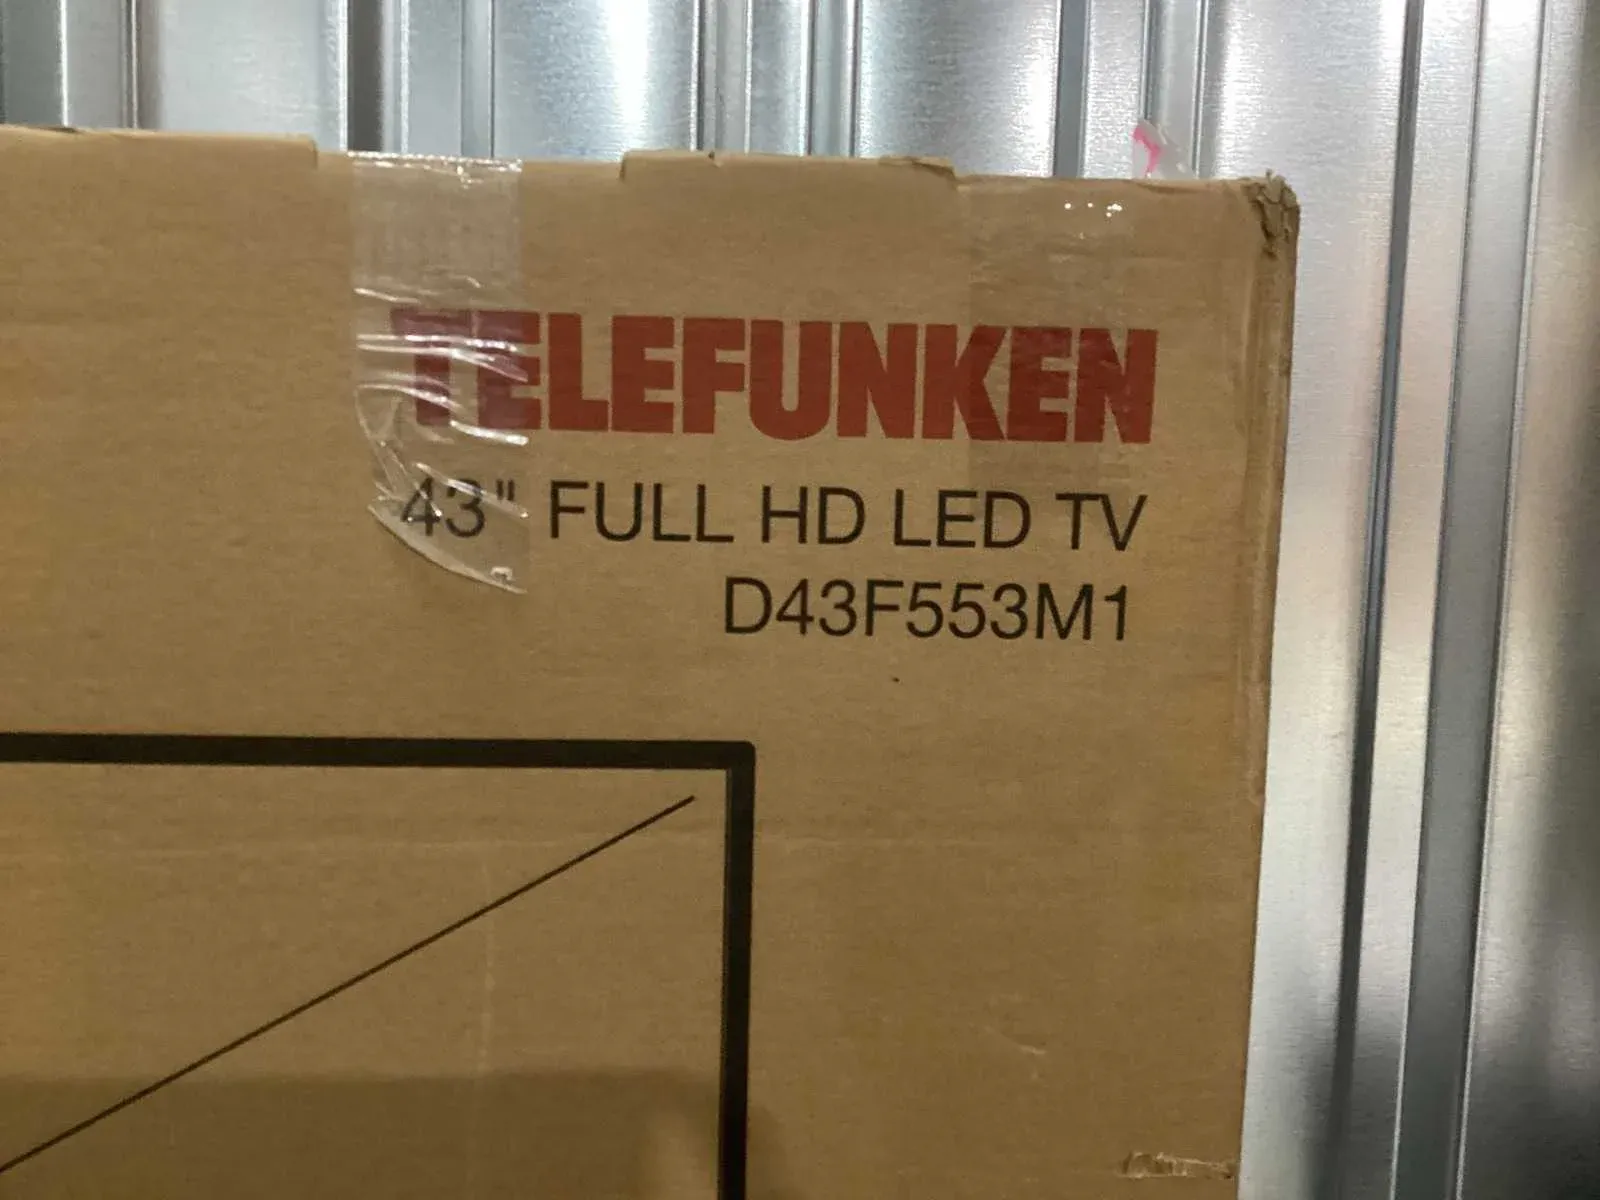 TELEFUNKEN
43" FULL HD LED TV
D43F553M1